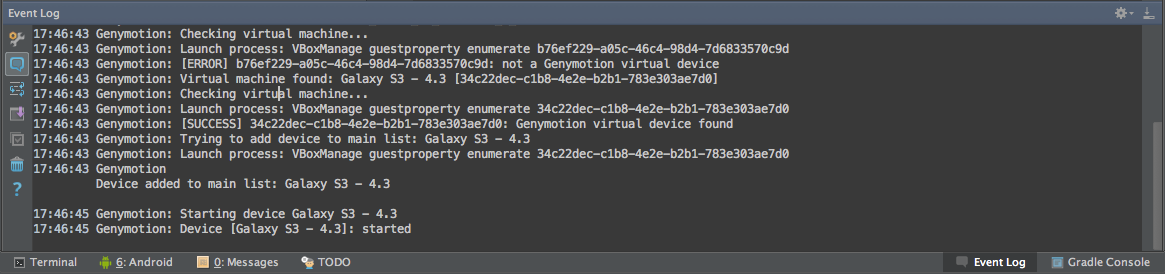 Event Log
17:46:43 Genymotion: Checking virtual machine...
17:46:43 Genymotion: Launch process: VBoxManage guestproperty enumerate b76ef229-a05c-46c4-98d4-7d6833570c9d
17:46:43 Genymotion: [ERROR] b76ef229-a05c-46c4-98d4-7d6833570c9d: not a Genymotion virtual device
17:46:43 Genymotion: Virtual machine found: Galaxy S3 - 4.3 [34c22dec-c1b8-4e2e-b2b1-783e303ae7d0]
17:46:43 Genymotion: Checking virtual machine...
17:46:43 Genymotion: Launch process: VBoxManage guestproperty enumerate 34c22dec-c1b8-4e2e-b2b1-783e303ae7d0
17:46:43 Genymotion: [SUCCESS] 34c22dec-c1b8-4e2e-b2b1-783e303ae7d0: Genymotion virtual device found
17:46:43 Genymotion: Trying to add device to main list: Galaxy S3 - 4.3
17:46:43 Genymotion: Launch process: VBoxManage guestproperty enumerate 34c22dec-c1b8-4e2e-b2b1-783e303ae7d0
17:46:43 Genymotion
Device added to main list: Galaxy S3 - 4.3
17:46:45 Genymotion: Starting device Galaxy S3 - 4.3
17:46:45 Genymotion: Device [Galaxy S3 - 4.3]: started
Terminal 6: Android 0: Messages TODO Event Log Gradle Console